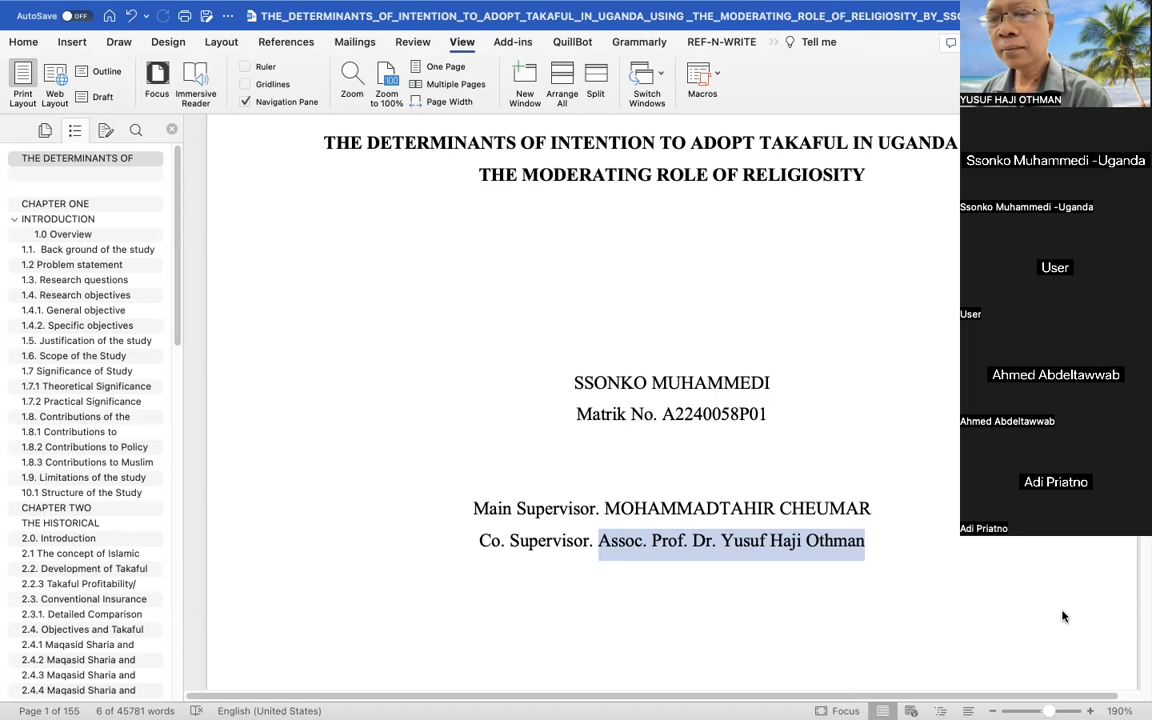 AutoSave OFF
THE_DETERMINANTS_OF_INTENTION_TO_ADOPT_TAKAFUL_IN_UGANDA_USING _THE_MODERATING_ROLE_OF_RELIGIOSITY_BY_SSO
Home Insert Draw Design Layout References Mailings Review View Add-ins QuillBot Grammarly REF-N-WRITE Tell me
Print Layout
Web Layout
Outline
Draft
Focus
Immersive Reader
Ruler
Gridlines
Navigation Pane
Zoom
Zoom to 100%
100
One Page
Multiple Pages
Page Width
New Window
Arrange All
Split
Switch Windows
Macros
THE DETERMINANTS OF
CHAPTER ONE
INTRODUCTION
1.0 Overview
1.1. Back ground of the study
1.2 Problem statement
1.3. Research questions
1.4. Research objectives
1.4.1. General objective
1.4.2. Specific objectives
1.5. Justification of the study
1.6. Scope of the Study
1.7 Significance of Study
1.7.1 Theoretical Significance
1.7.2 Practical Significance
1.8. Contributions of the
1.8.1 Contributions to
1.8.2 Contributions to Policy
1.8.3 Contributions to Muslim
1.9. Limitations of the study
10.1 Structure of the Study
CHAPTER TWO
THE HISTORICAL
2.0. Introduction
2.1 The concept of Islamic
2.2. Development of Takaful
2.2.3 Takaful Profitability/
2.3. Conventional Insurance
2.3.1. Detailed Comparison
2.4. Objectives and Takaful
2.4.1 Maqasid Sharia and
2.4.2 Maqasid Sharia and
2.4.3 Maqasid Sharia and
2.4.4 Maqasid Sharia and
THE DETERMINANTS OF INTENTION TO ADOPT TAKAFUL IN UGANDA
THE MODERATING ROLE OF RELIGIOSITY
SSONKO MUHAMMEDI
Matrik No. A2240058P01
Main Supervisor. MOHAMMADTAHIR CHEUMAR
Co. Supervisor. Assoc. Prof. Dr. Yusuf Haji Othman
YUSUF HAJI OTHMAN
Ssonko Muhammedi -Uganda
Ssonko Muhammedi -Uganda
User
User
Ahmed Abdeltawwab
Ahmed Abdeltawwab
Adi Priatno
Adi Priatno
Page 1 of 155 6 of 45781 words English (United States) Focus 190%